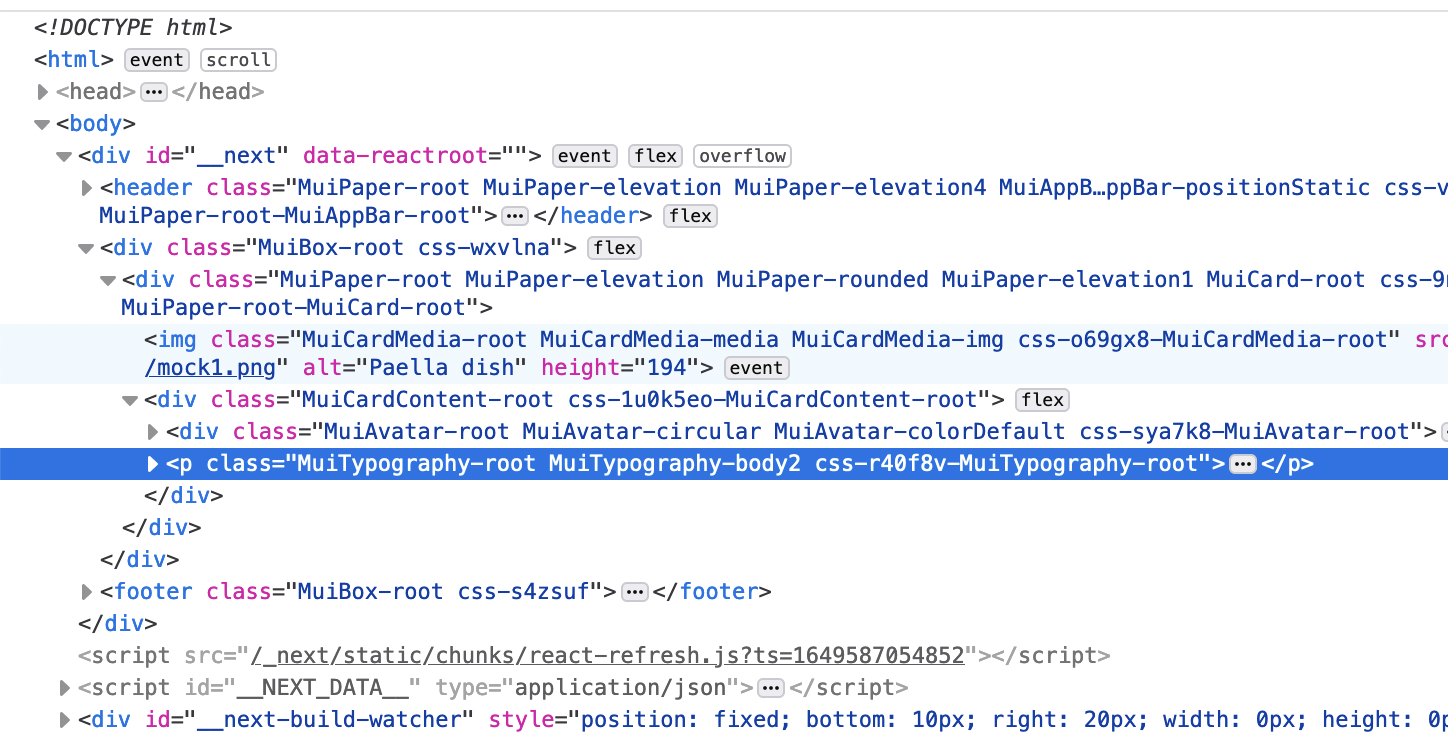 <!DOCTYPE html>
<html> event scroll
<head> ••• </head>
<body>
<div id="__next" data-reactroot=""> event flex overflow
<header class="MuiPaper-root MuiPaper-elevation MuiPaper-elevation4 MuiAppB…ppBar-positionStatic css-v
MuiPaper-root-MuiAppBar-root"> ••• </header> flex
<div class="MuiBox-root css-wxvlna"> flex
<div class="MuiPaper-root MuiPaper-elevation MuiPaper-rounded MuiPaper-elevation1 MuiCard-root css-9
MuiPaper-root-MuiCard-root">
<img class="MuiCardMedia-root MuiCardMedia-media MuiCardMedia-img css-o69gx8-MuiCardMedia-root" src
/mock1.png" alt="Paella dish" height="194"> event
<div class="MuiCardContent-root css-1u0k5eo-MuiCardContent-root"> flex
<div class="MuiAvatar-root MuiAvatar-circular MuiAvatar-colorDefault css-sya7k8-MuiAvatar-root">
<p class="MuiTypography-root MuiTypography-body2 css-r40f8v-MuiTypography-root"> ••• </p>
</div>
</div>
</div>
<footer class="MuiBox-root css-s4zsuf"> ••• </footer>
</div>
<script src="/_next/static/chunks/react-refresh.js?ts=1649587054852"></script>
<script id="__NEXT_DATA__" type="application/json"> ••• </script>
<div id="__next-build-watcher" style="position: fixed; bottom: 10px; right: 20px; width: 0px; height: 0p